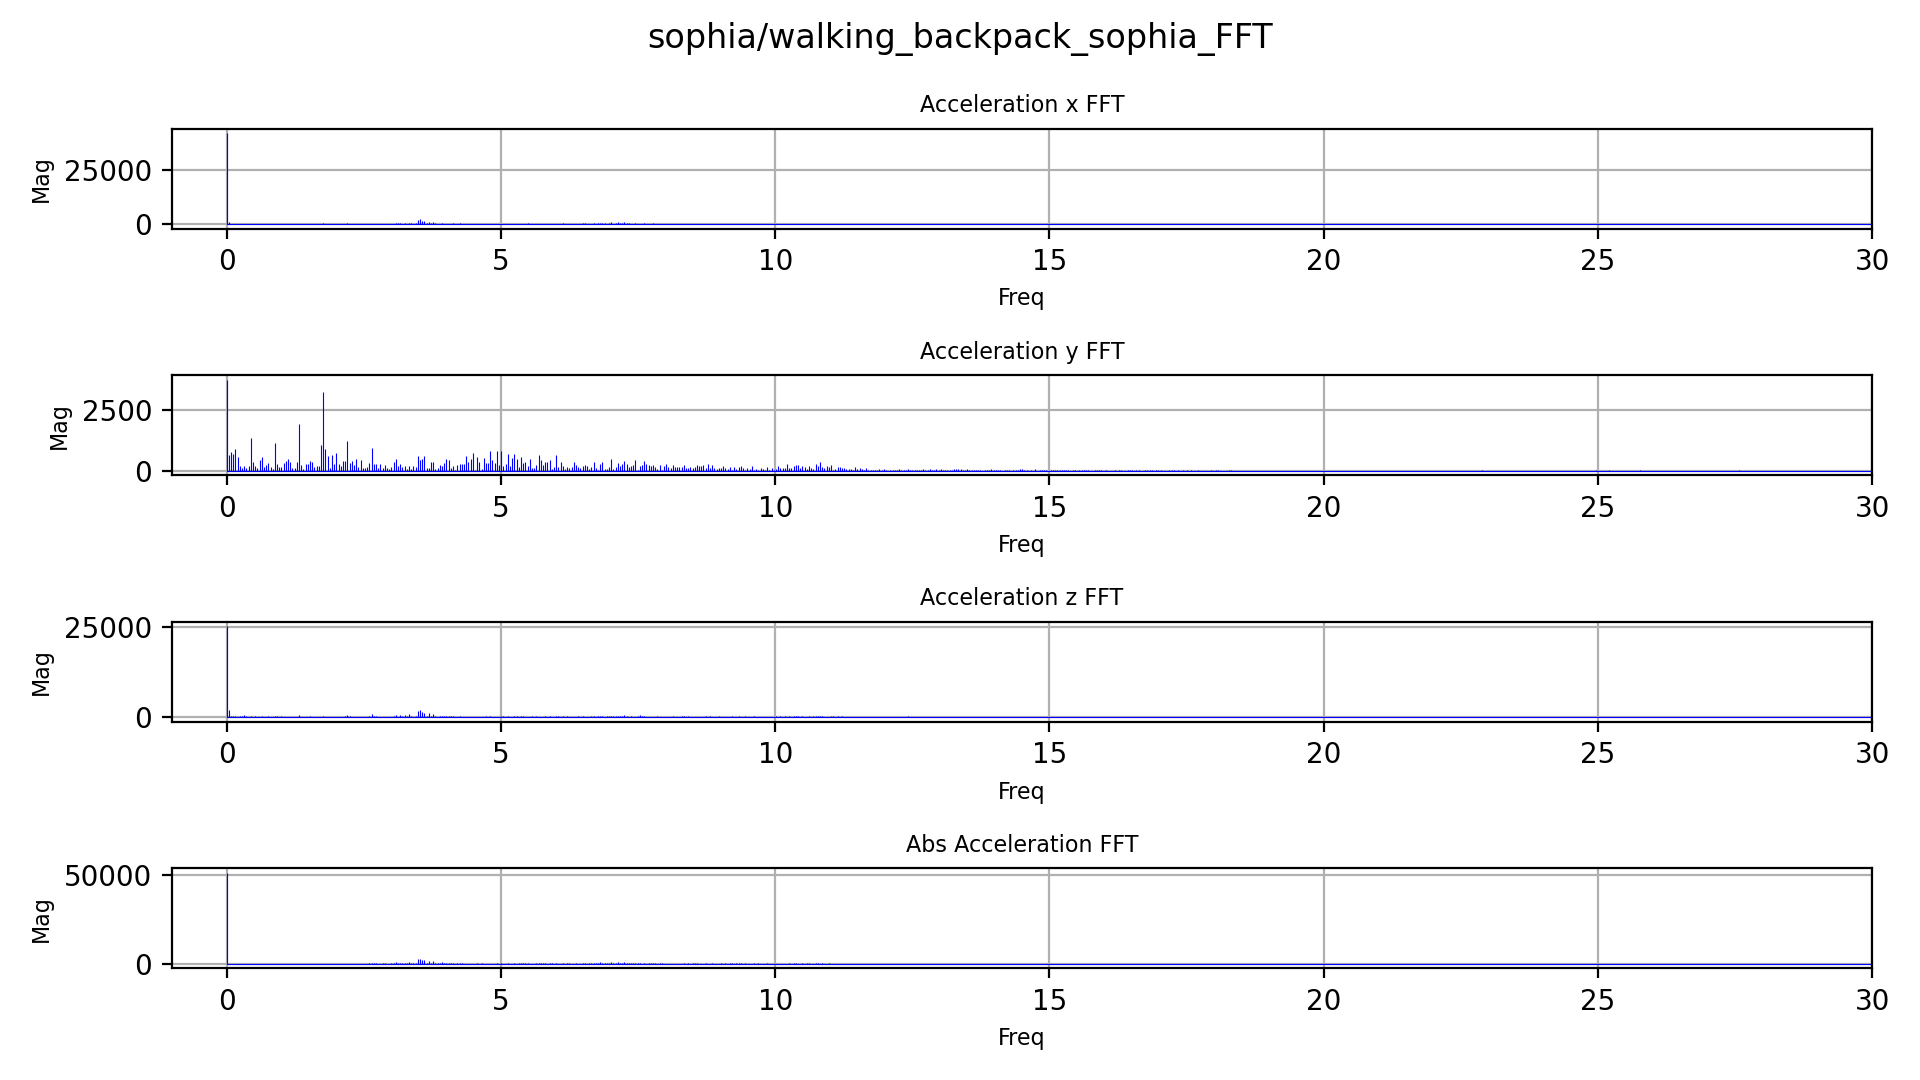 sophia/walking_backpack_sophia_FFT
Acceleration x FFT
Mag
25000
0
0 5 10 15 20 25 30
Freq
Acceleration y FFT
Mag
2500
0
0 5 10 15 20 25 30
Freq
Acceleration z FFT
Mag
25000
0
0 5 10 15 20 25 30
Freq
Abs Acceleration FFT
Mag
50000
0
0 5 10 15 20 25 30
Freq